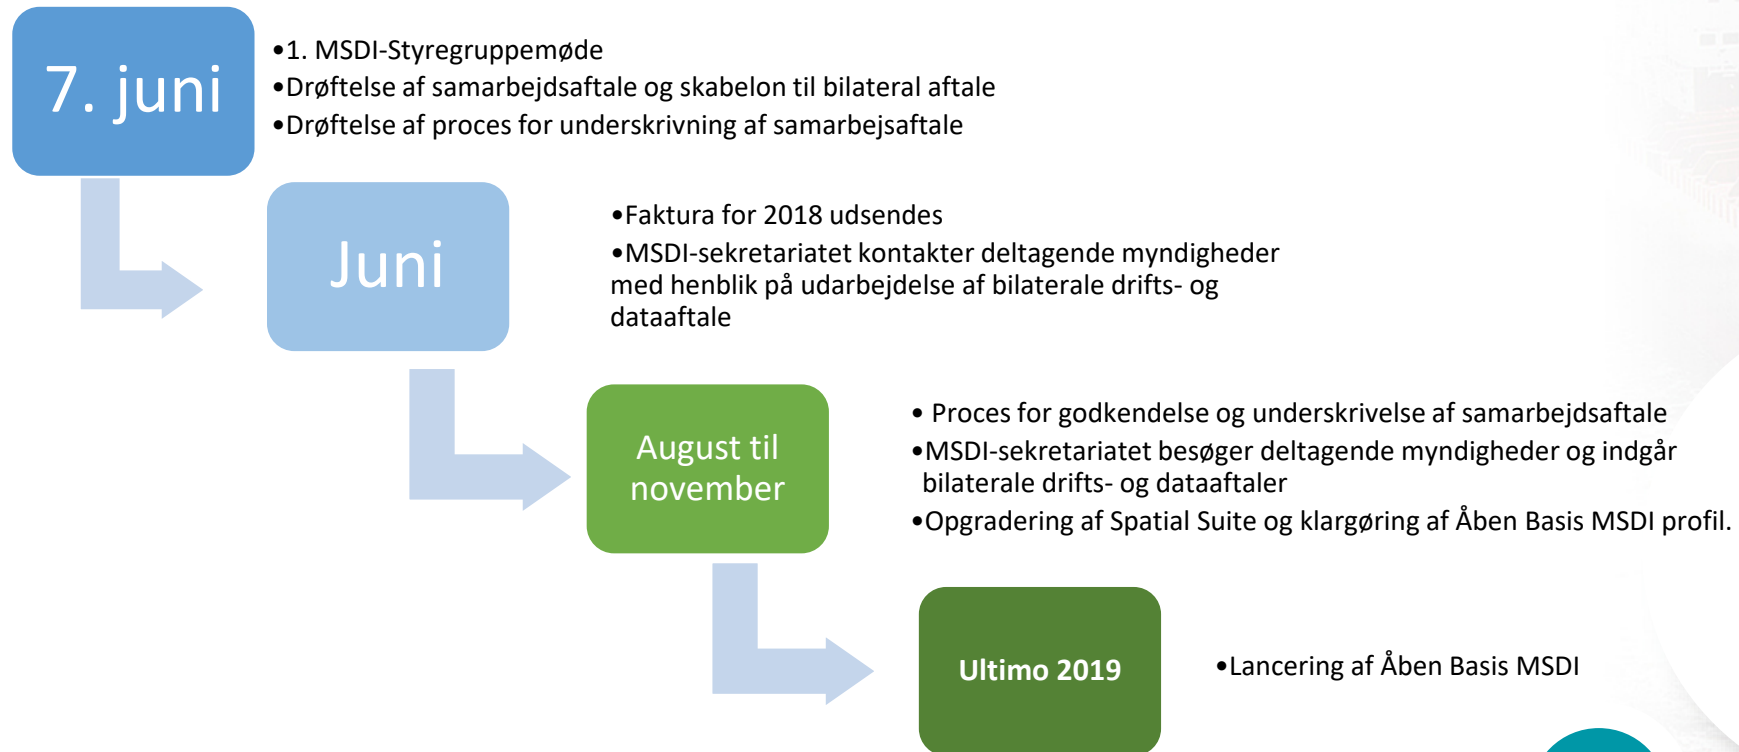 7. juni
•1. MSDI-Styregruppemøde
•Drøftelse af samarbejdsaftale og skabelon til bilateral aftale
•Drøftelse af proces for underskrivning af samarbejsaftale
Juni
•Faktura for 2018 udsendes
•MSDI-sekretariatet kontakter deltagende myndigheder
med henblik på udarbejdelse af bilaterale drifts- og
dataaftale
August til
november
• Proces for godkendelse og underskrivelse af samarbejdsaftale
•MSDI-sekretariatet besøger deltagende myndigheder og indgår
bilaterale drifts- og dataaftaler
•Opgradering af Spatial Suite og klargøring af Åben Basis MSDI profil.
Ultimo 2019
•Lancering af Åben Basis MSDI